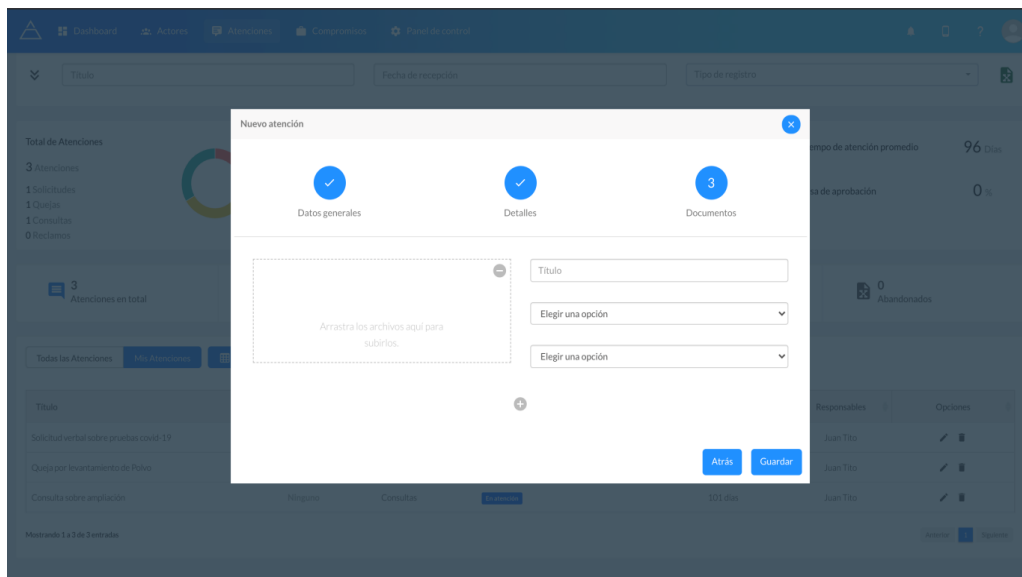 Dashboard Actores Atenciones Compromisos Panel de control ?
Título Fecha de recepción Tipo de registro
Nuevo atención
Total de Atenciones
3 Atenciones
1 Solicitudes
1 Quejas
1 Consultas
0 Reclamos
empo de atención promedio 96 Días
sa de aprobación 0 %
3
Datos generales Detalles Documentos
3
Atenciones en total
0
Abandonados
Arrastra los archivos aquí para
subirlos.
Título
Elegir una opción
Elegir una opción
Atrás Guardar
Todas las Atenciones Mis Atenciones
Título Responsables Opciones
Solicitud verbal sobre pruebas covid-19 Juan Tito
Queja por levantamiento de Polvo Juan Tito
Consulta sobre ampliación Ninguno Consultas En atención 101 días Juan Tito
Mostrando 1 a 3 de 3 entradas Anterior 1 Siguiente